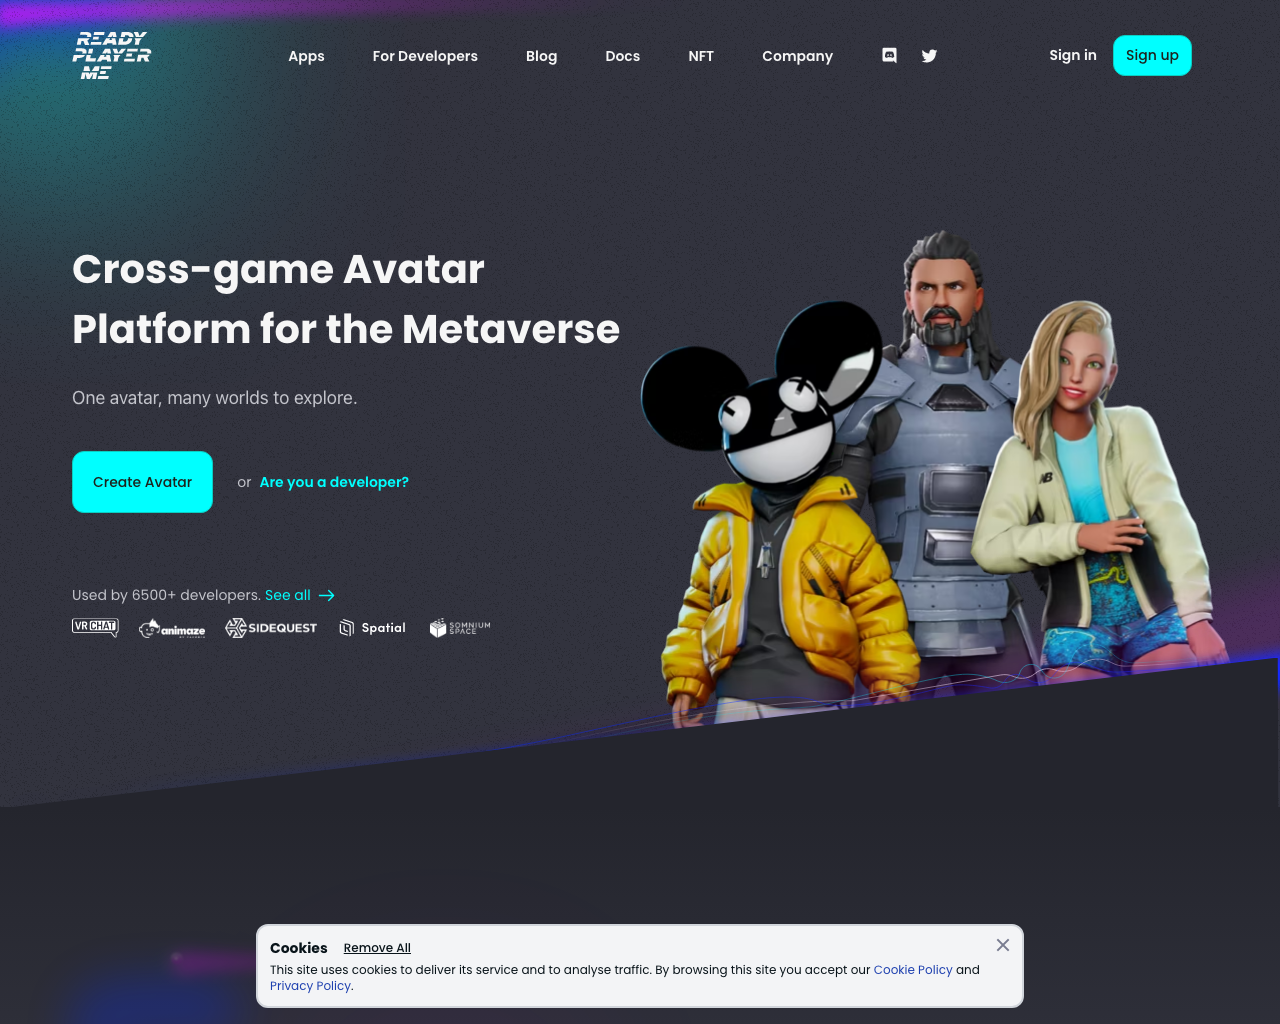 READY
PLAYER
ME
Apps
For Developers
Blog
Docs
NFT
Company
Sign in
Sign up
Cross-game Avatar
Platform for the Metaverse
One avatar, many worlds to explore.
Create Avatar
or Are you a developer?
Used by 6500+ developers. See all →
VR CHAT
animaze
SIDEQUEST
Spatial
SOMNIUM
SPACE
Cookies Remove All
This site uses cookies to deliver its service and to analyse traffic. By browsing this site you accept our Cookie Policy and
Privacy Policy.